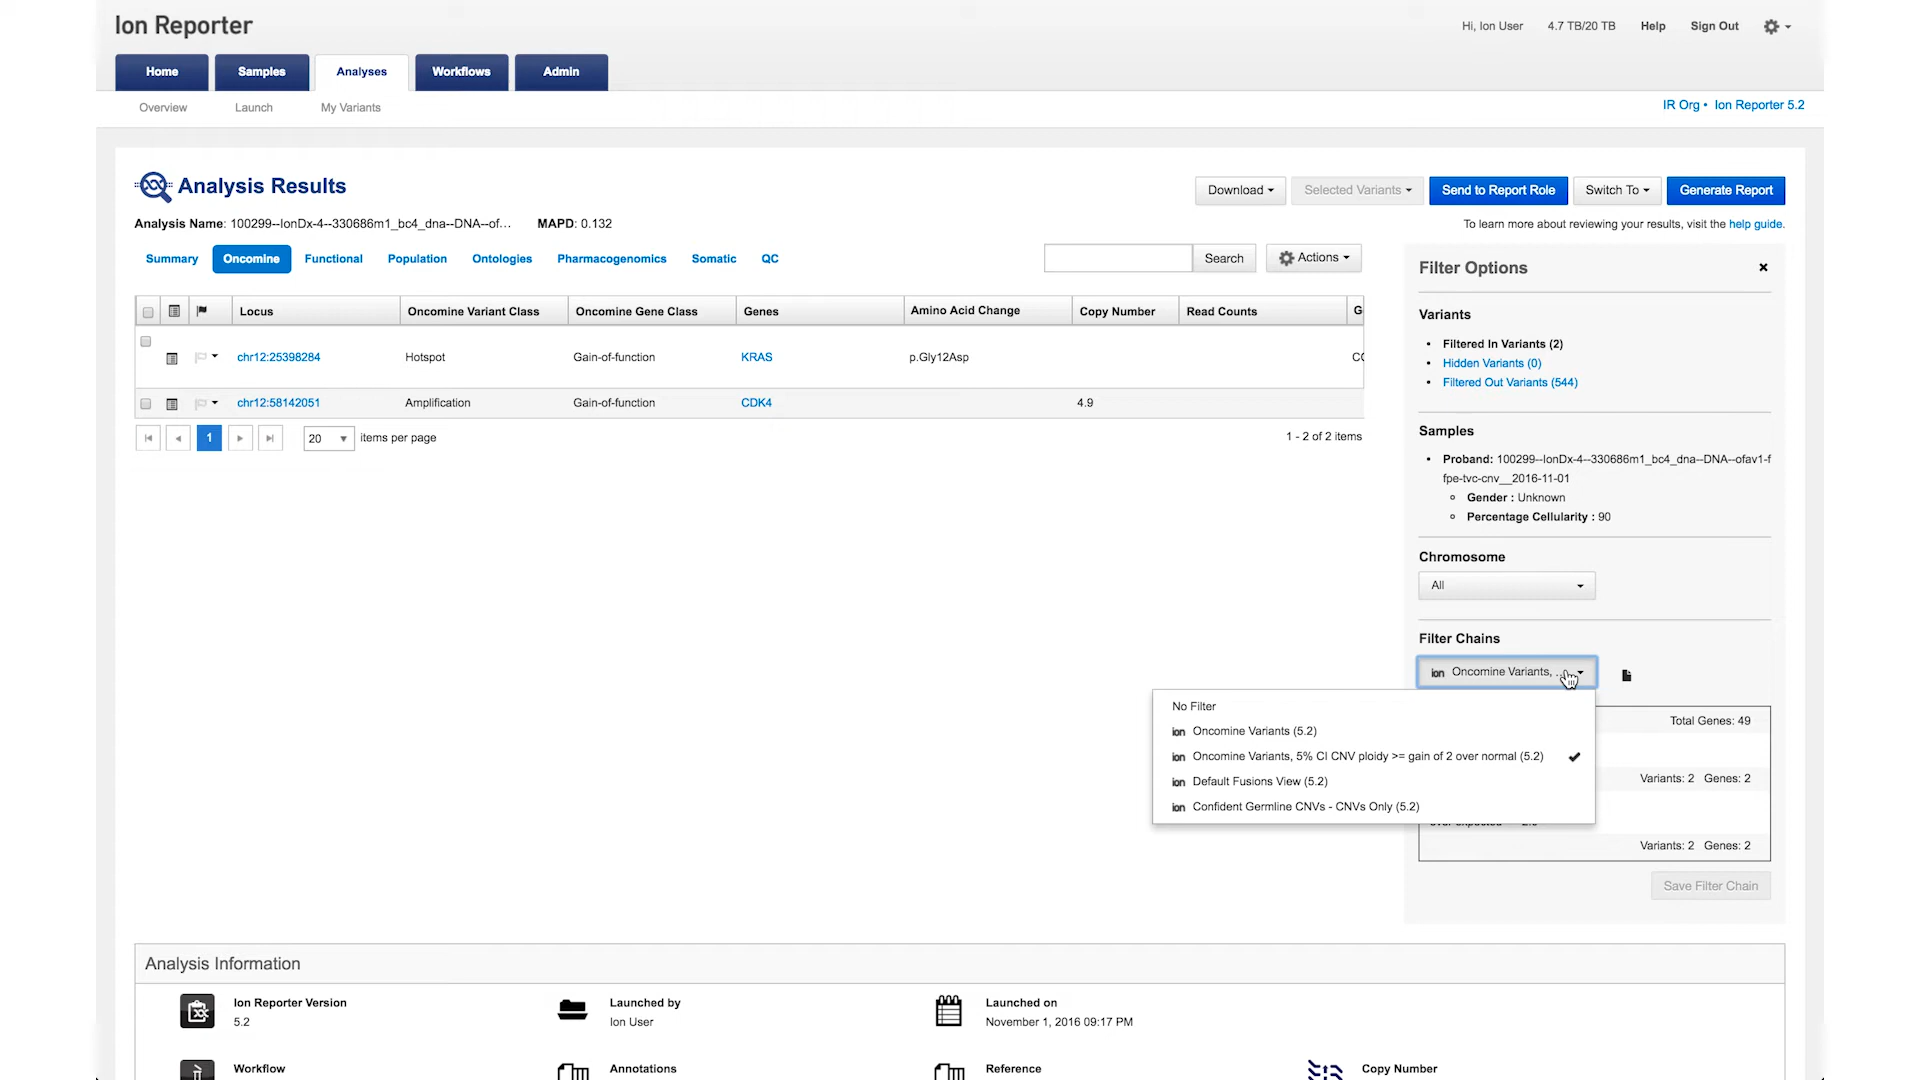 Ion Reporter
Hi, Ion User
4.7 TB/20 TB
Help
Sign Out
Home
Samples
Analyses
Workflows
Admin
Overview
Launch
My Variants
IR Org • Ion Reporter 5.2
Analysis Results
Download
Selected Variants
Send to Report Role
Switch To
Generate Report
Analysis Name: 100299--IonDx-4--330686m1_bc4_dna--DNA--of...
MAPD: 0.132
To learn more about reviewing your results, visit the help guide.
Summary
Oncomine
Functional
Population
Ontologies
Pharmacogenomics
Somatic
QC
Search
Actions
Locus
Oncomine Variant Class
Oncomine Gene Class
Genes
Amino Acid Change
Copy Number
Read Counts
G
chr12:25398284
Hotspot
Gain-of-function
KRAS
p.Gly12Asp
chr12:58142051
Amplification
Gain-of-function
CDK4
4.9
1
20
items per page
1 - 2 of 2 items
Filter Options
Variants
• Filtered In Variants (2)
• Hidden Variants (0)
• Filtered Out Variants (544)
Samples
• Proband: 100299--IonDx-4--330686m1_bc4_dna--DNA--ofav1-f
fpe-tvc-cnv__2016-11-01
Gender : Unknown
Percentage Cellularity : 90
Chromosome
All
Filter Chains
ion Oncomine Variants, ...
No Filter
ion Oncomine Variants (5.2)
ion Oncomine Variants, 5% CI CNV ploidy >= gain of 2 over normal (5.2)
ion Default Fusions View (5.2)
ion Confident Germline CNVs - CNVs Only (5.2)
Total Genes: 49
Variants: 2 Genes: 2
Variants: 2 Genes: 2
Save Filter Chain
Analysis Information
Ion Reporter Version
5.2
Launched by
Ion User
Launched on
November 1, 2016 09:17 PM
Workflow
Annotations
Reference
Copy Number